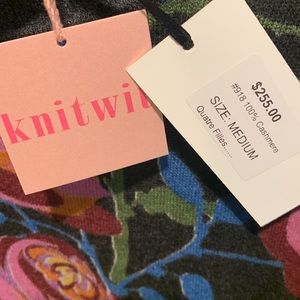 knitwit
$255.00
#918 100% Cashmere
SIZE: MEDIUM
Quatre Filles.....